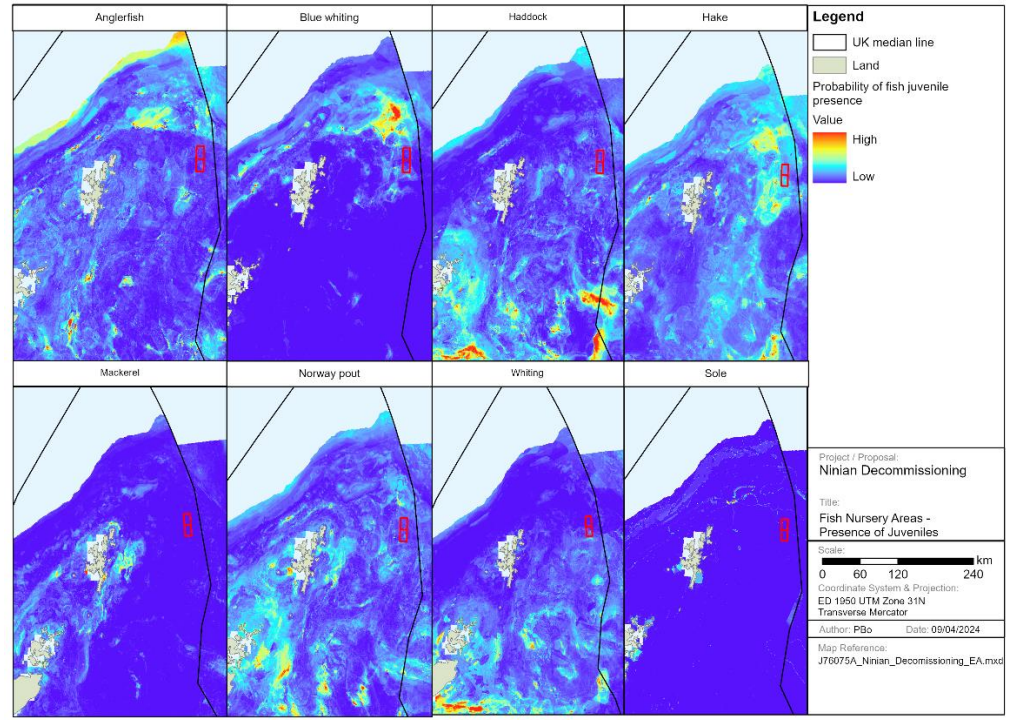 Anglerfish
Blue whiting
Haddock
Hake
Mackerel
Norway pout
Whiting
Sole
Legend
UK median line
Land
Probability of fish juvenile
presence
Value
High
Low
Project / Proposal:
Ninian Decommissioning
Title:
Fish Nursery Areas -
Presence of Juveniles
Scale:
km
0 60 120 240
Coordinate System & Projection:
ED 1950 UTM Zone 31N
Transverse Mercator
Author: PBo Date: 09/04/2024
Map Reference:
J76075A_Ninian_Decomissioning_EA.mxd